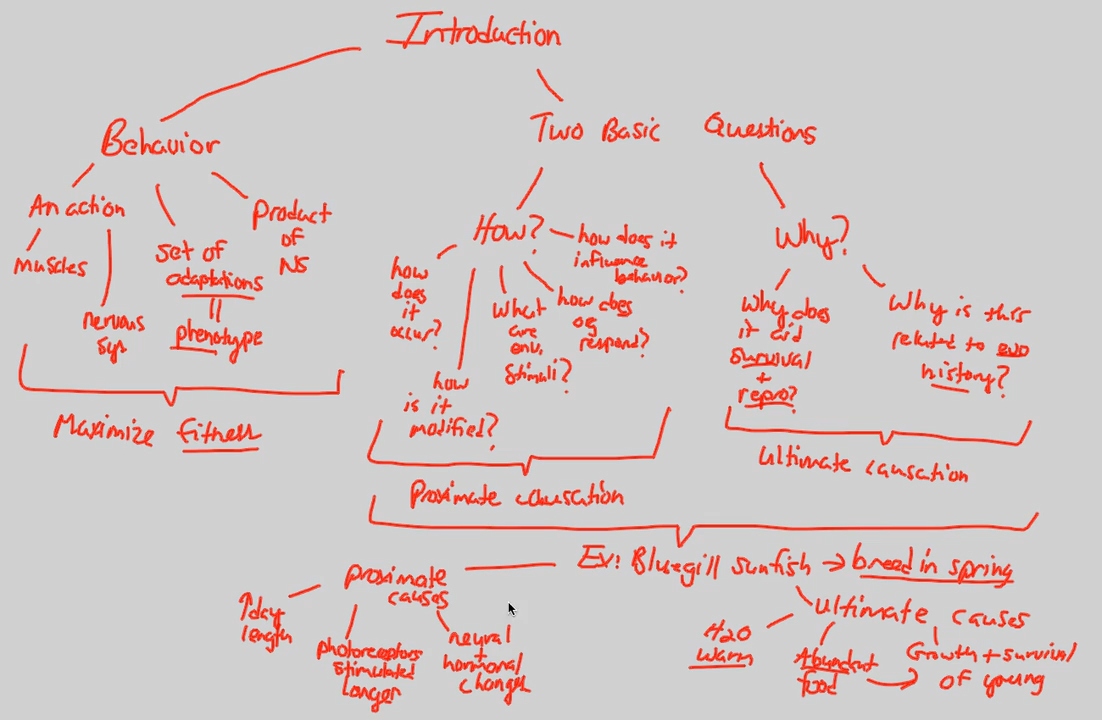 Introduction
Behavior
An action
Muscles
nervous
sys.
set of
adaptations
||
phenotype
Product
of
NS
Maximize fitness
Two Basic Questions
How?
how
does
it
occur?
how
is it
modified?
What
are
env.
stimuli?
how does
org
respond?
how does it
influence
behavior?
Proximate causation
Why?
Why does
it aid
survival
+
repro?
Why is this
related to evo
history?
Ultimate causation
Ex: Bluegill sunfish → breed in spring
proximate
causes
↑day
length
photoreceptors
stimulated
longer
neural
+
hormonal
changes
ultimate causes
H2O
warm
Abundant
food
Growth + survival
of young